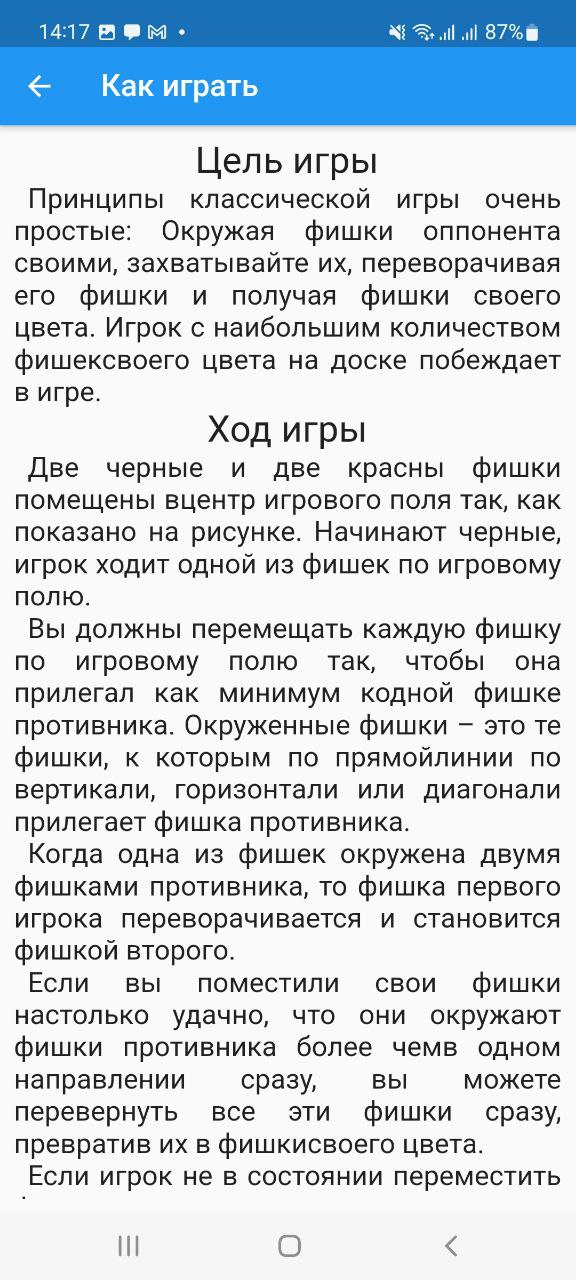 14:17 87%
Как играть
Цель игры
Принципы классической игры очень
простые: Окружая фишки оппонента
своими, захватывайте их, переворачивая
его фишки и получая фишки своего
цвета. Игрок с наибольшим количеством
фишексвоего цвета на доске побеждает
в игре.
Ход игры
Две черные и две красны фишки
помещены вцентр игрового поля так, как
показано на рисунке. Начинают черные,
игрок ходит одной из фишек по игровому
полю.
Вы должны перемещать каждую фишку
по игровому полю так, чтобы она
прилегал как минимум кодной фишке
противника. Окруженные фишки – это те
фишки, к которым по прямойлинии по
вертикали, горизонтали или диагонали
прилегает фишка противника.
Когда одна из фишек окружена двумя
фишками противника, то фишка первого
игрока переворачивается и становится
фишкой второго.
Если вы поместили свои фишки
настолько удачно, что они окружают
фишки противника более чемв одном
направлении сразу, вы можете
перевернуть все эти фишки сразу,
превратив их в фишкисвоего цвета.
Если игрок не в состоянии переместить